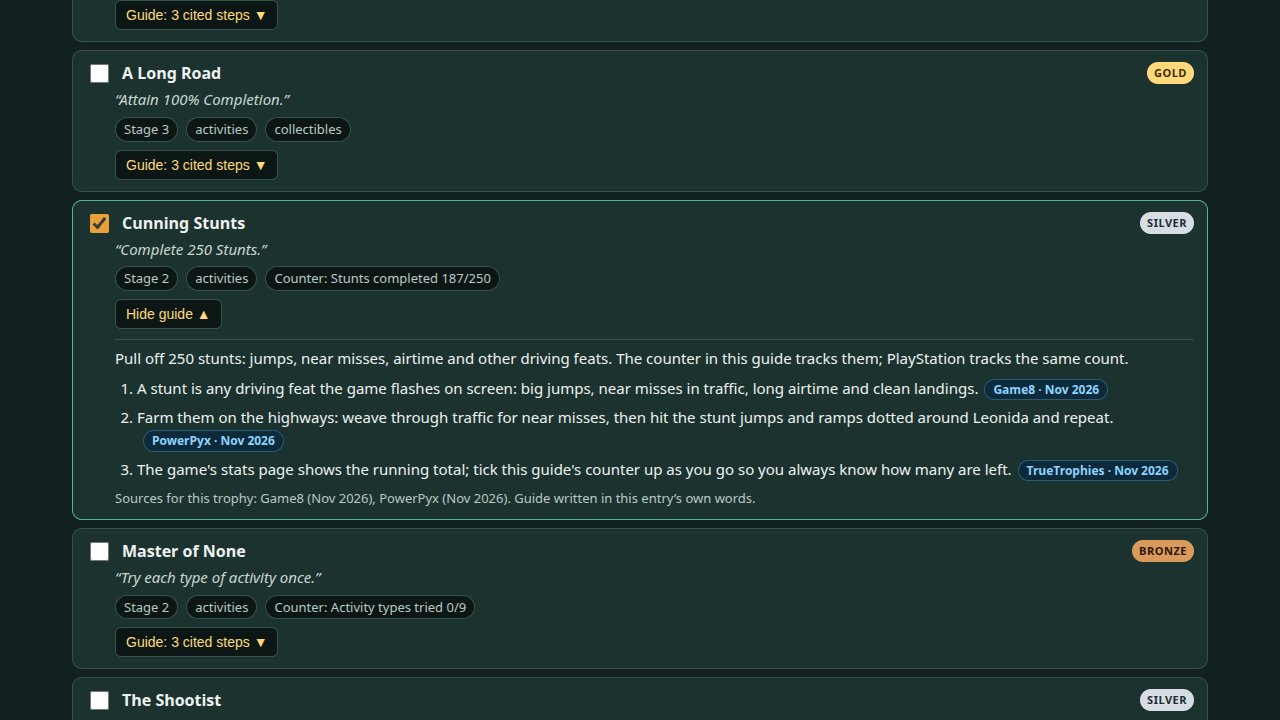 Guide: 3 cited steps ▼
A Long Road
GOLD
“Attain 100% Completion.”
Stage 3 activities collectibles
Guide: 3 cited steps ▼
Cunning Stunts
SILVER
“Complete 250 Stunts.”
Stage 2 activities Counter: Stunts completed 187/250
Hide guide ▲
Pull off 250 stunts: jumps, near misses, airtime and other driving feats. The counter in this guide tracks them; PlayStation tracks the same count.
1. A stunt is any driving feat the game flashes on screen: big jumps, near misses in traffic, long airtime and clean landings. Game8 · Nov 2026
2. Farm them on the highways: weave through traffic for near misses, then hit the stunt jumps and ramps dotted around Leonida and repeat.
PowerPyx · Nov 2026
3. The game's stats page shows the running total; tick this guide's counter up as you go so you always know how many are left. TrueTrophies · Nov 2026
Sources for this trophy: Game8 (Nov 2026), PowerPyx (Nov 2026). Guide written in this entry’s own words.
Master of None
BRONZE
“Try each type of activity once.”
Stage 2 activities Counter: Activity types tried 0/9
Guide: 3 cited steps ▼
The Shootist
SILVER